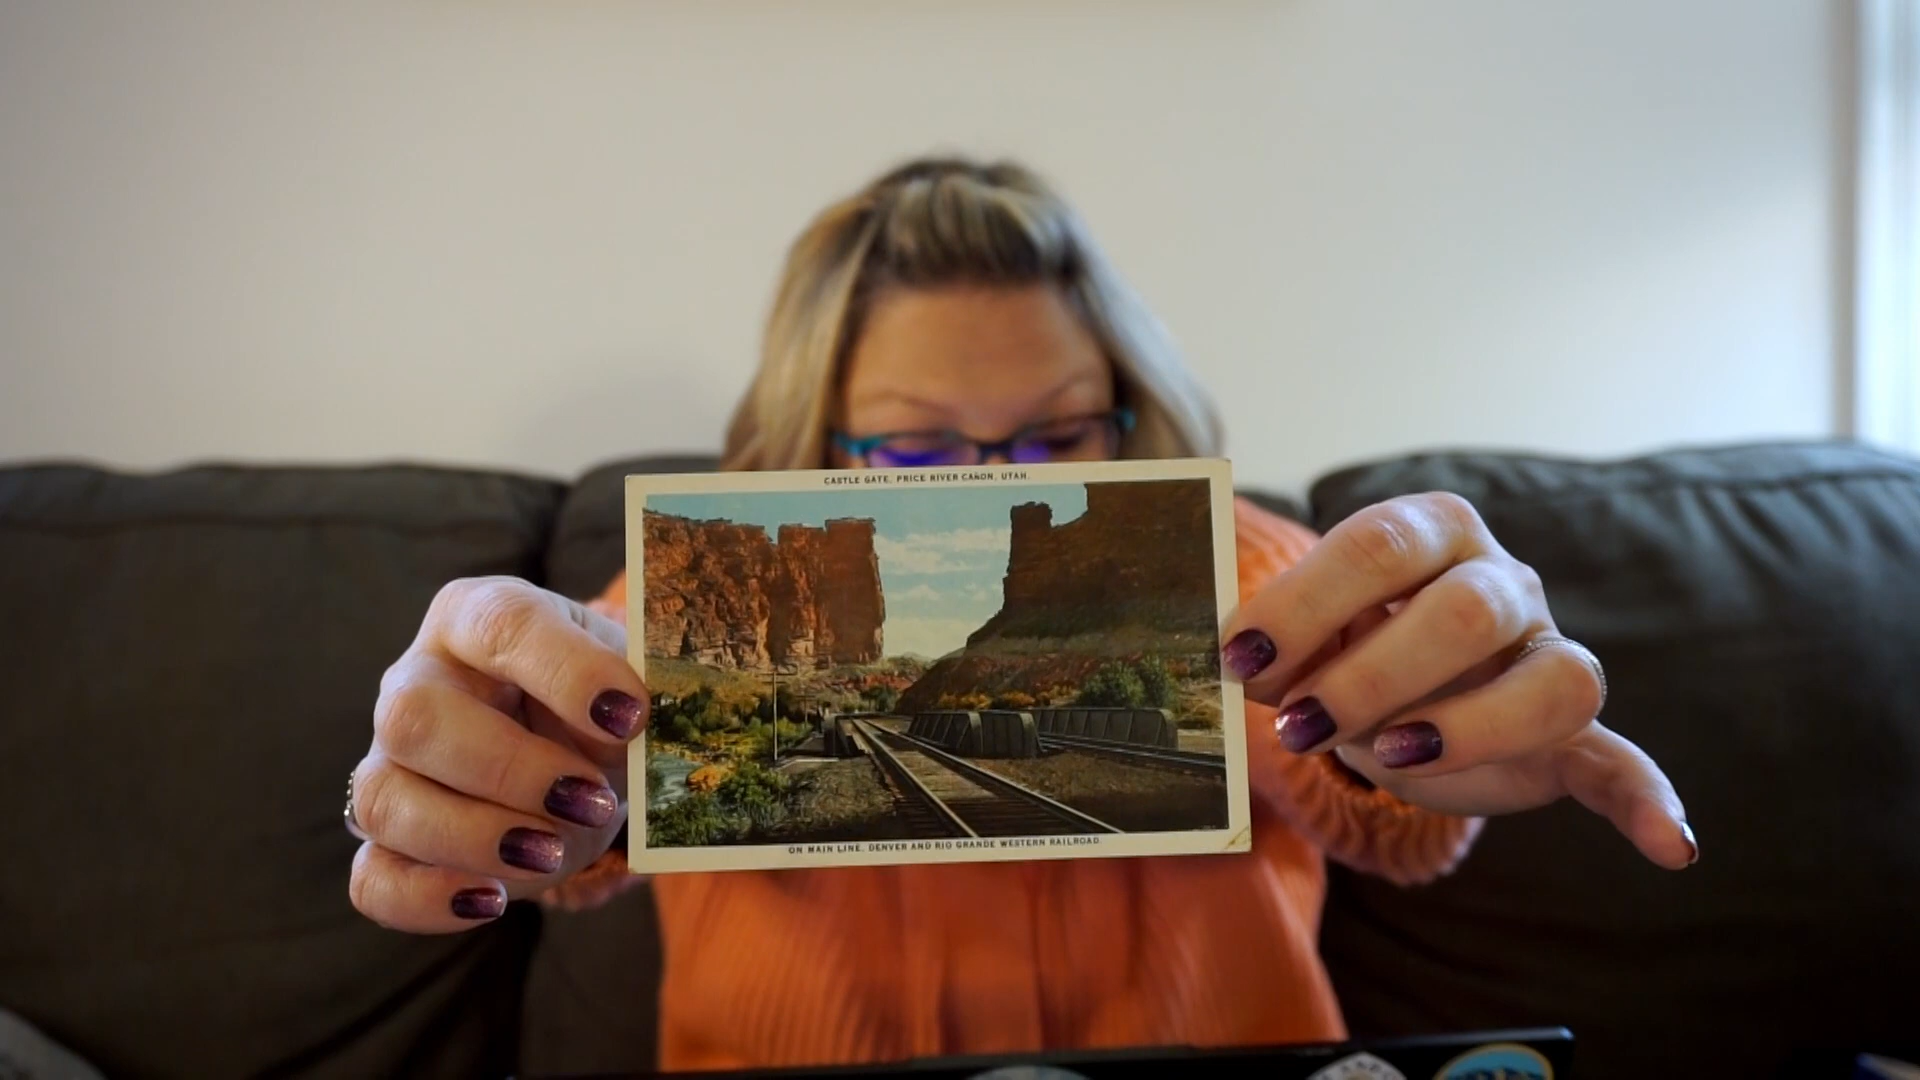 CASTLE GATE, PRICE RIVER CAÑON, UTAH.
ON MAIN LINE, DENVER AND RIO GRANDE WESTERN RAILROAD.